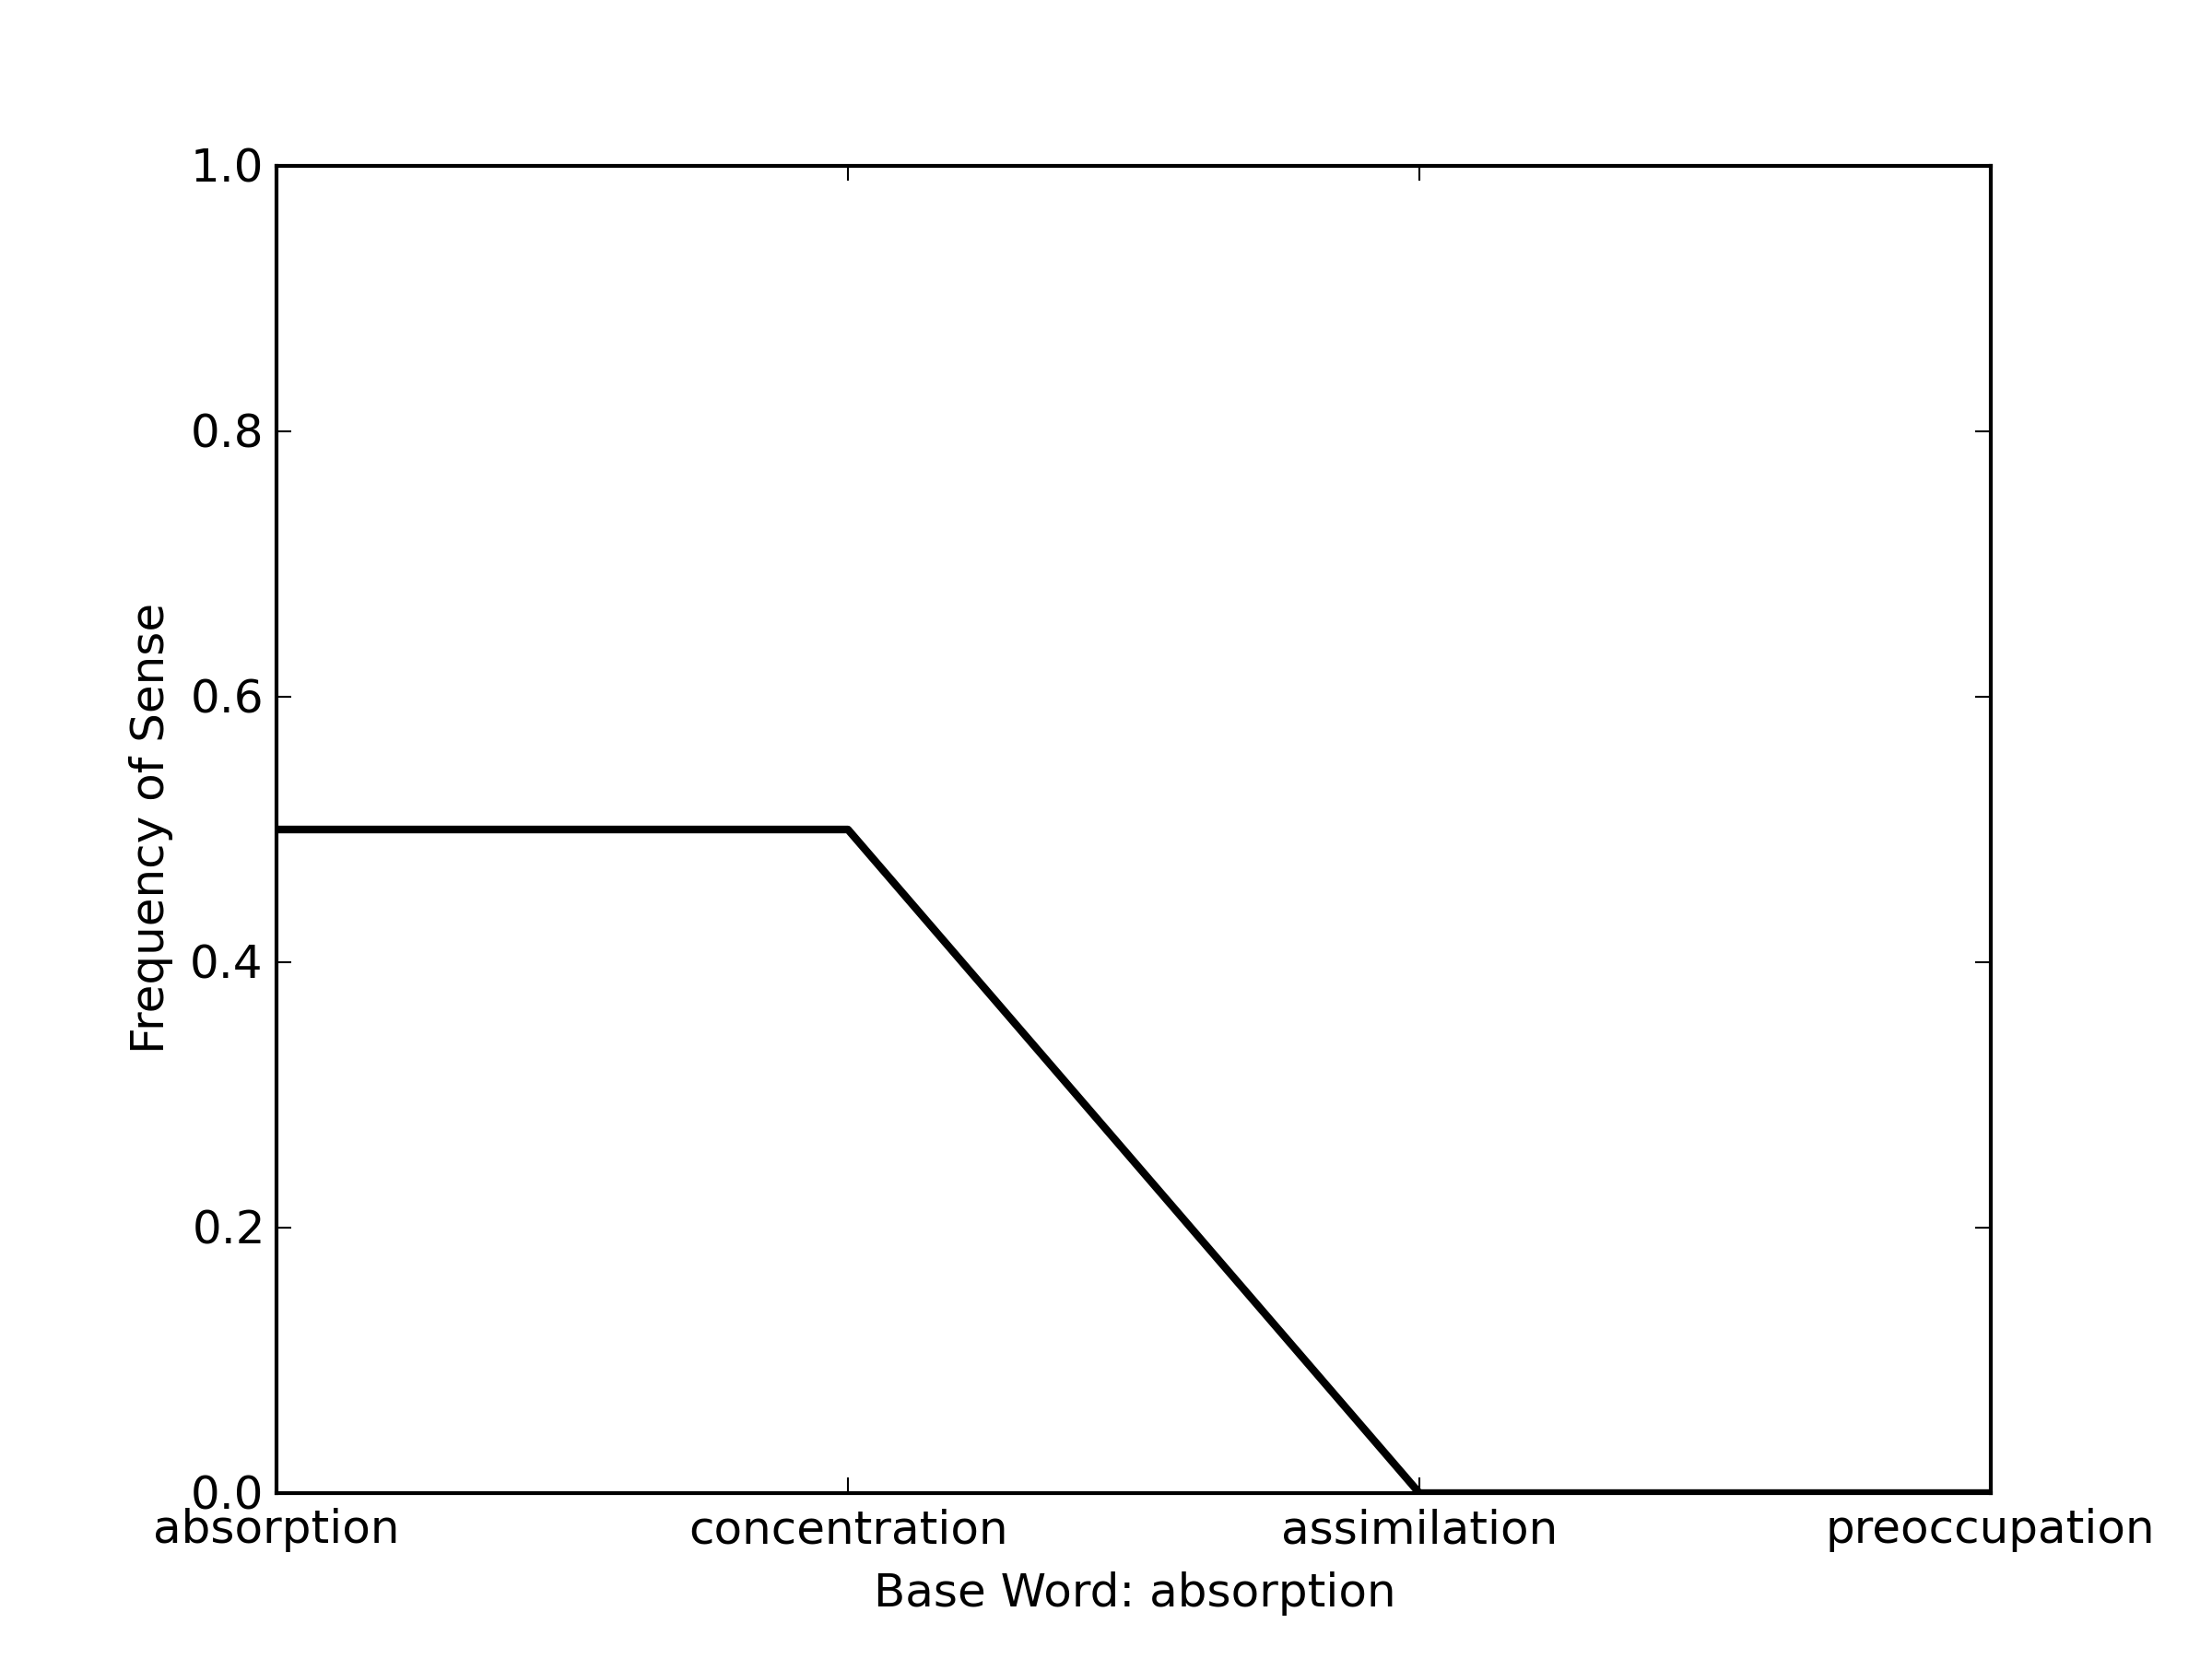 1.0
0.8
0.6
0.4
0.2
0.0
Frequency of Sense
absorption concentration assimilation preoccupation
Base Word: absorption